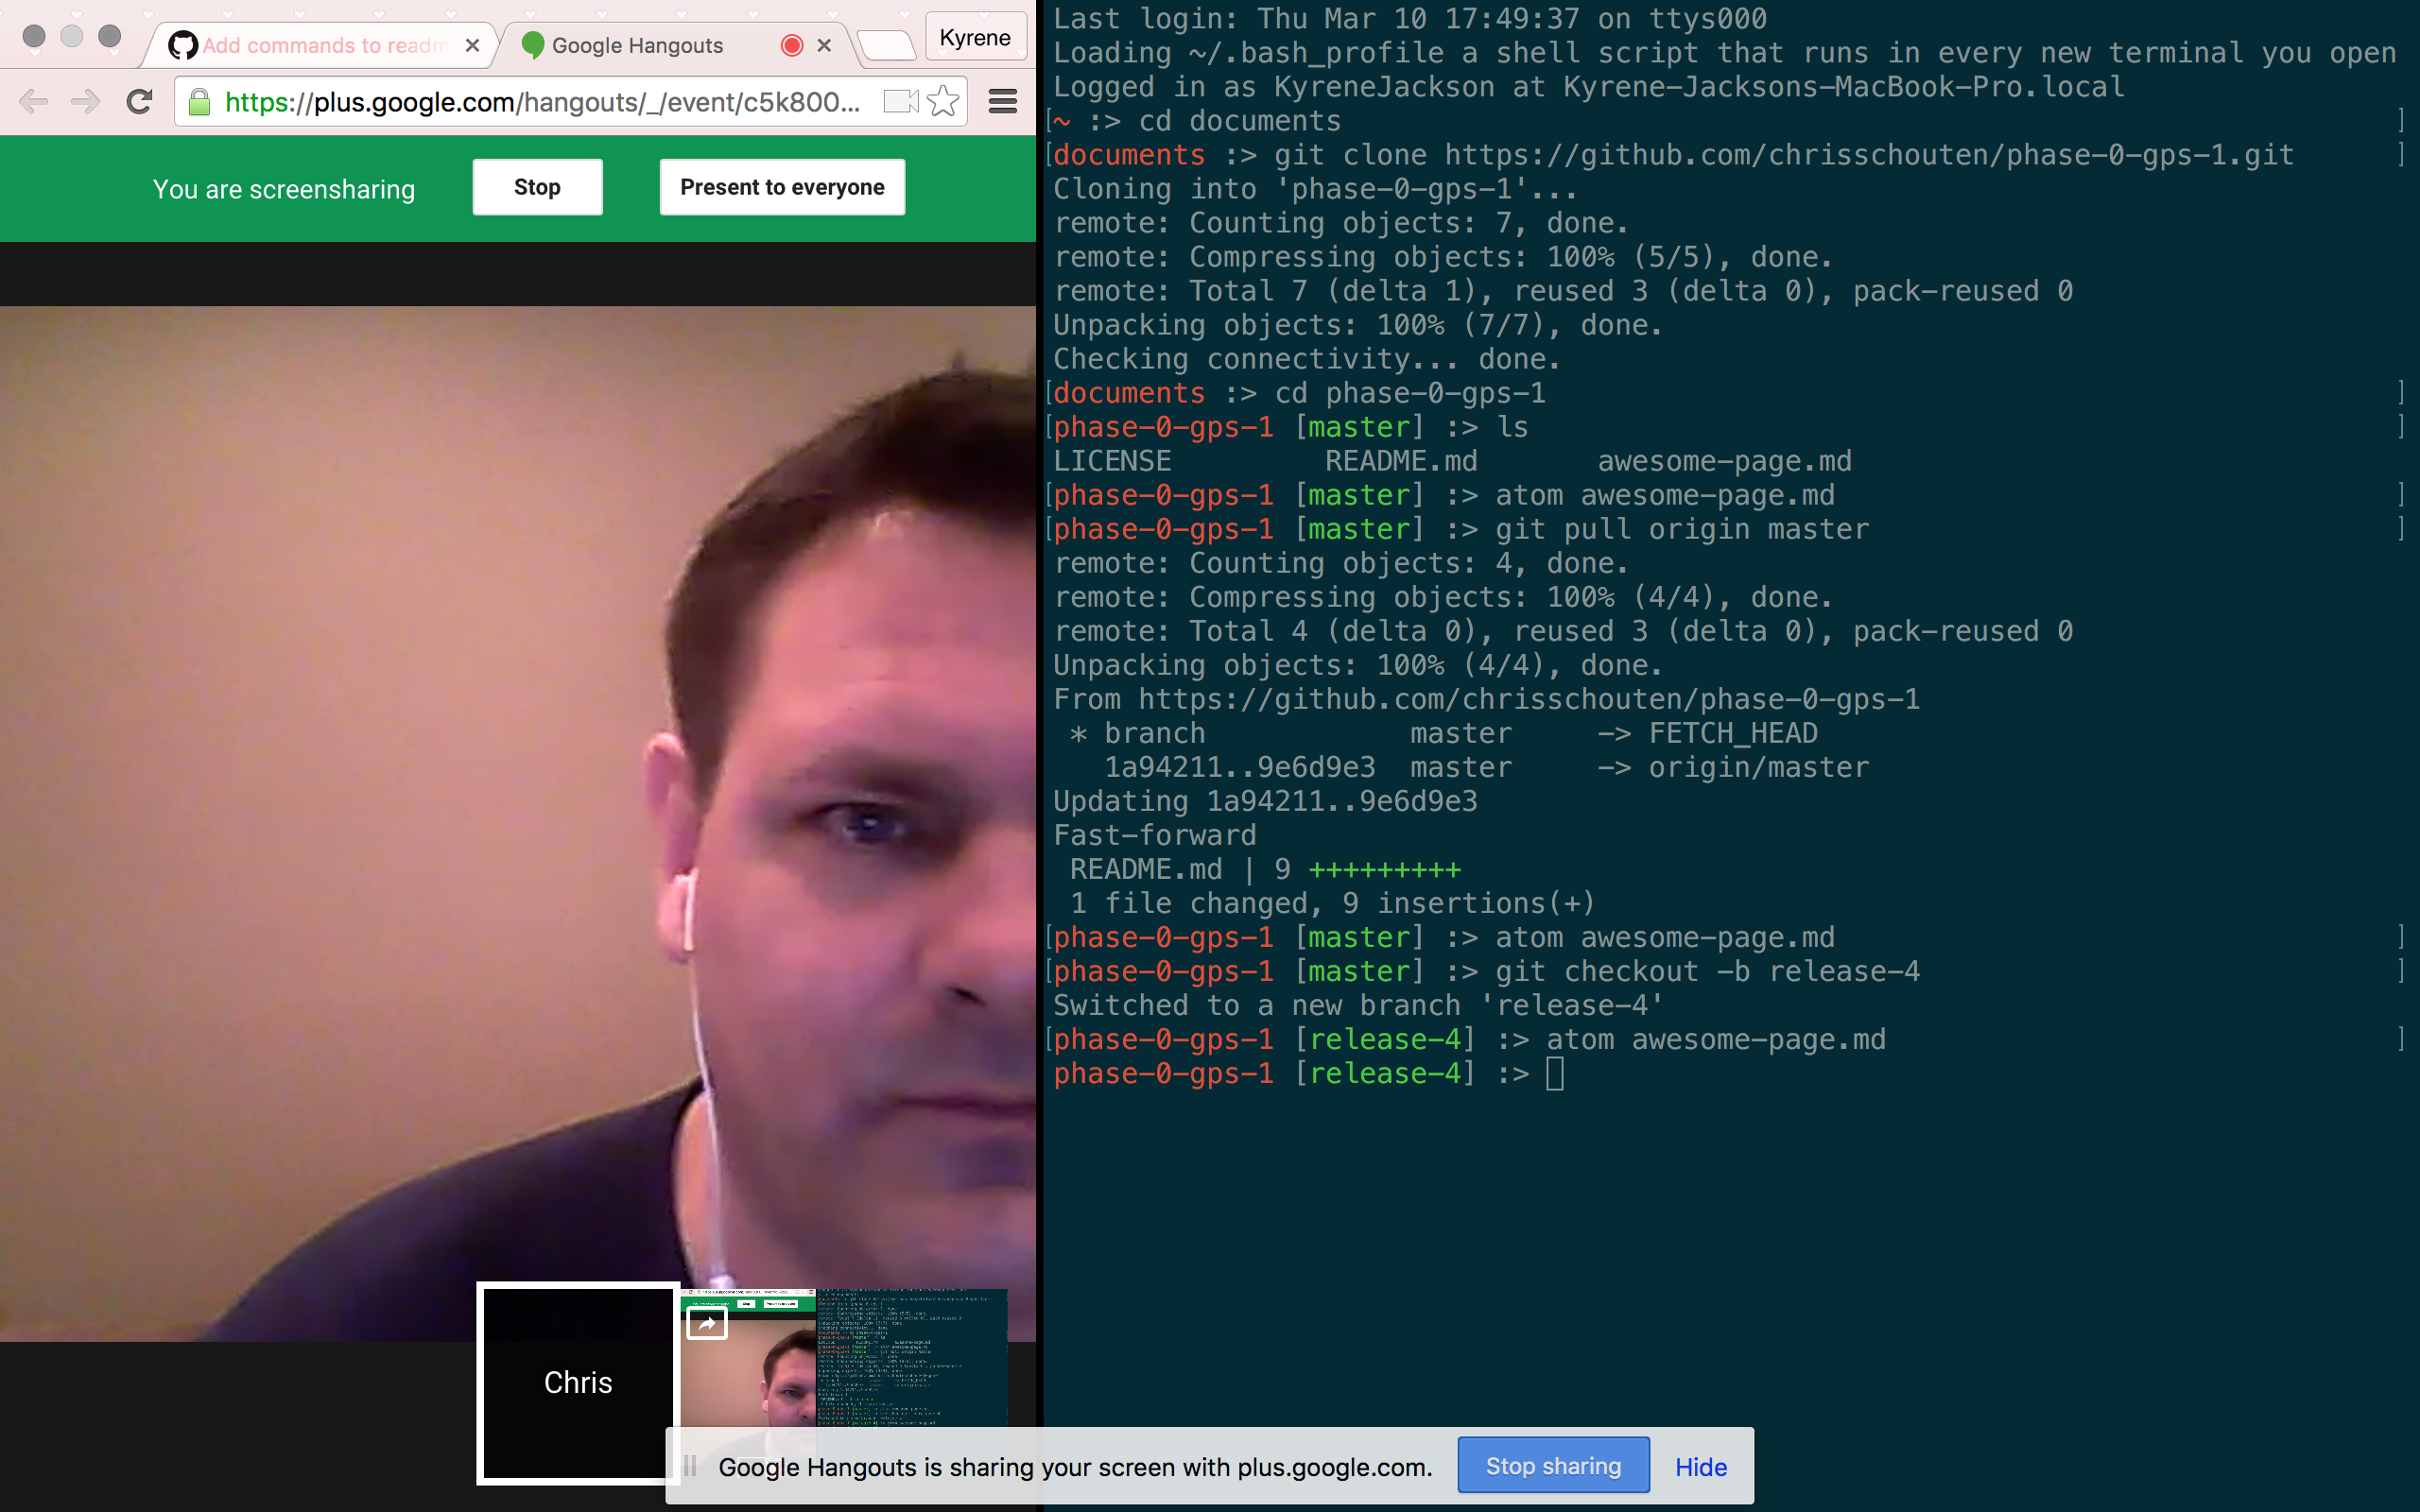 Add commands to readm
Google Hangouts
Kyrene
https://plus.google.com/hangouts/_/event/c5k800...
You are screensharing
Stop
Present to everyone
Chris
Last login: Thu Mar 10 17:49:37 on ttys000
Loading ~/.bash_profile a shell script that runs in every new terminal you open
Logged in as KyreneJackson at Kyrene-Jacksons-MacBook-Pro.local
[~ :> cd documents ]
[documents :> git clone https://github.com/chrisschouten/phase-0-gps-1.git ]
Cloning into 'phase-0-gps-1'...
remote: Counting objects: 7, done.
remote: Compressing objects: 100% (5/5), done.
remote: Total 7 (delta 1), reused 3 (delta 0), pack-reused 0
Unpacking objects: 100% (7/7), done.
Checking connectivity... done.
[documents :> cd phase-0-gps-1 ]
[phase-0-gps-1 [master] :> ls ]
LICENSE README.md awesome-page.md
[phase-0-gps-1 [master] :> atom awesome-page.md ]
[phase-0-gps-1 [master] :> git pull origin master ]
remote: Counting objects: 4, done.
remote: Compressing objects: 100% (4/4), done.
remote: Total 4 (delta 0), reused 3 (delta 0), pack-reused 0
Unpacking objects: 100% (4/4), done.
From https://github.com/chrisschouten/phase-0-gps-1
* branch master -> FETCH_HEAD
1a94211..9e6d9e3 master -> origin/master
Updating 1a94211..9e6d9e3
Fast-forward
README.md | 9 +++++++++
1 file changed, 9 insertions(+)
[phase-0-gps-1 [master] :> atom awesome-page.md ]
[phase-0-gps-1 [master] :> git checkout -b release-4 ]
Switched to a new branch 'release-4'
[phase-0-gps-1 [release-4] :> atom awesome-page.md ]
phase-0-gps-1 [release-4] :>
Google Hangouts is sharing your screen with plus.google.com.
Stop sharing
Hide